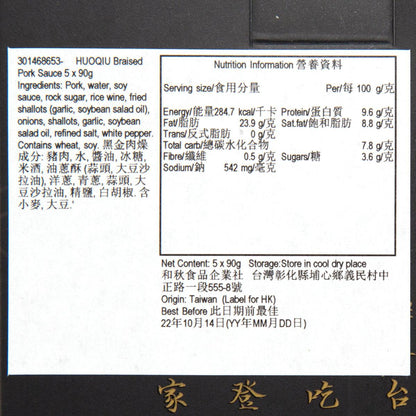 301468653-    HUOQIU Braised
Pork Sauce 5 x 90g
Ingredients: Pork, water, soy
sauce, rock sugar, rice wine, fried
shallots (garlic, soybean salad oil),
onions, shallots, garlic, soybean
salad oil, refined salt, white pepper.
Contains wheat, soy. 黑金肉燥
成分: 豬肉, 水, 醬油, 冰糖,
米酒, 油蔥酥 (蒜頭, 大豆沙
拉油), 洋蔥, 青蔥, 蒜頭, 大
豆沙拉油, 精鹽, 白胡椒. 含
小麥, 大豆.
Nutrition Information 營養資料
Serving size/食用分量 Per/每 100 g/克
Energy/能量 284.7 kcal/千卡 Protein/蛋白質 9.6 g/克
Fat/脂肪 23.9 g/克 Sat.fat/飽和脂肪 8.8 g/克
Trans/反式脂肪 0 g/克
Total carb/總碳水化合物 7.8 g/克
Fibre/纖維 0.5 g/克 Sugars/糖 3.6 g/克
Sodium/鈉 542 mg/毫克
Net Content: 5 x 90g Storage:Store in cool dry place
和秋食品企業社 台灣彰化縣埔心鄉義民村中
正路一段555-8號
Origin: Taiwan (Label for HK)
Best Before 此日期前最佳
22年10月14日(YY年MM月DD日)
家登吃台